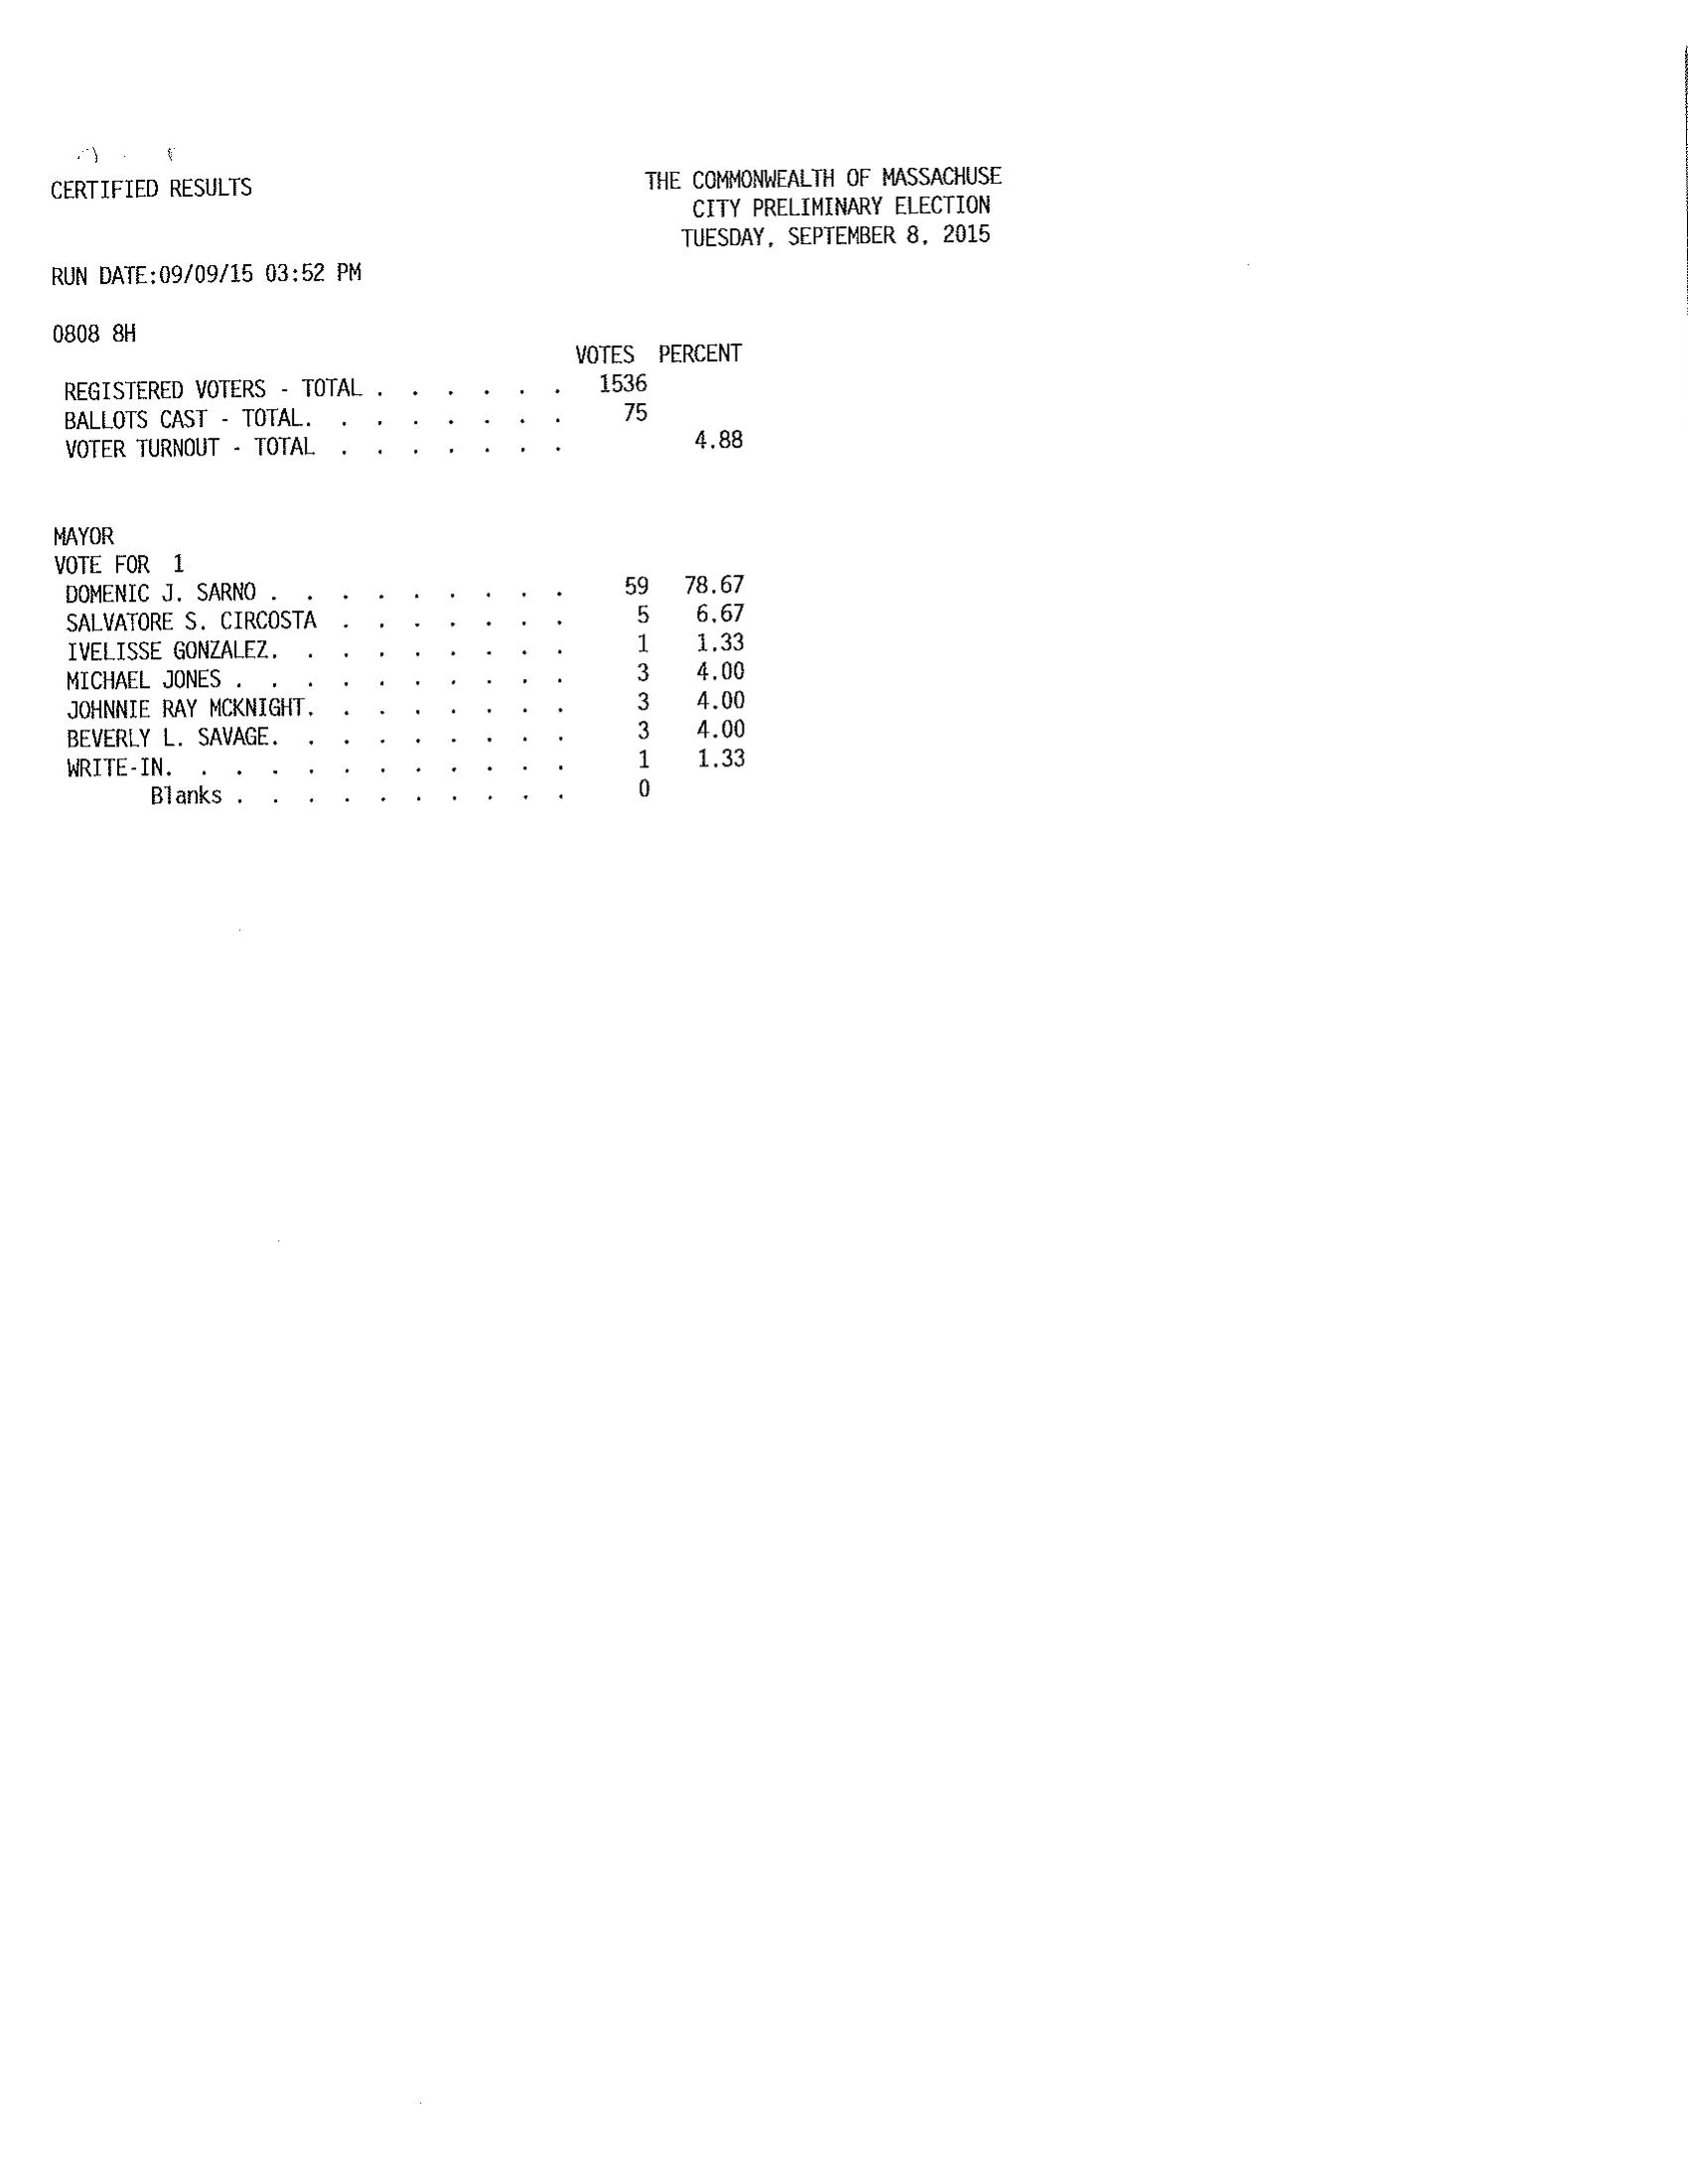 CERTIFIED RESULTS
THE COMMONWEALTH OF MASSACHUSE
CITY PRELIMINARY ELECTION
TUESDAY, SEPTEMBER 8, 2015
RUN DATE:09/09/15 03:52 PM
0808 8H
VOTES PERCENT
REGISTERED VOTERS - TOTAL . . . . . . 1536
BALLOTS CAST - TOTAL. . . . . . . . 75
VOTER TURNOUT - TOTAL . . . . . . . 4.88
MAYOR
VOTE FOR 1
DOMENIC J. SARNO . . . . . . . . . 59 78.67
SALVATORE S. CIRCOSTA . . . . . . . 5 6.67
IVELISSE GONZALEZ. . . . . . . . . 1 1.33
MICHAEL JONES . . . . . . . . . . 3 4.00
JOHNNIE RAY MCKNIGHT. . . . . . . . 3 4.00
BEVERLY L. SAVAGE. . . . . . . . . 3 4.00
WRITE-IN. . . . . . . . . . . . 1 1.33
Blanks . . . . . . . . . . 0